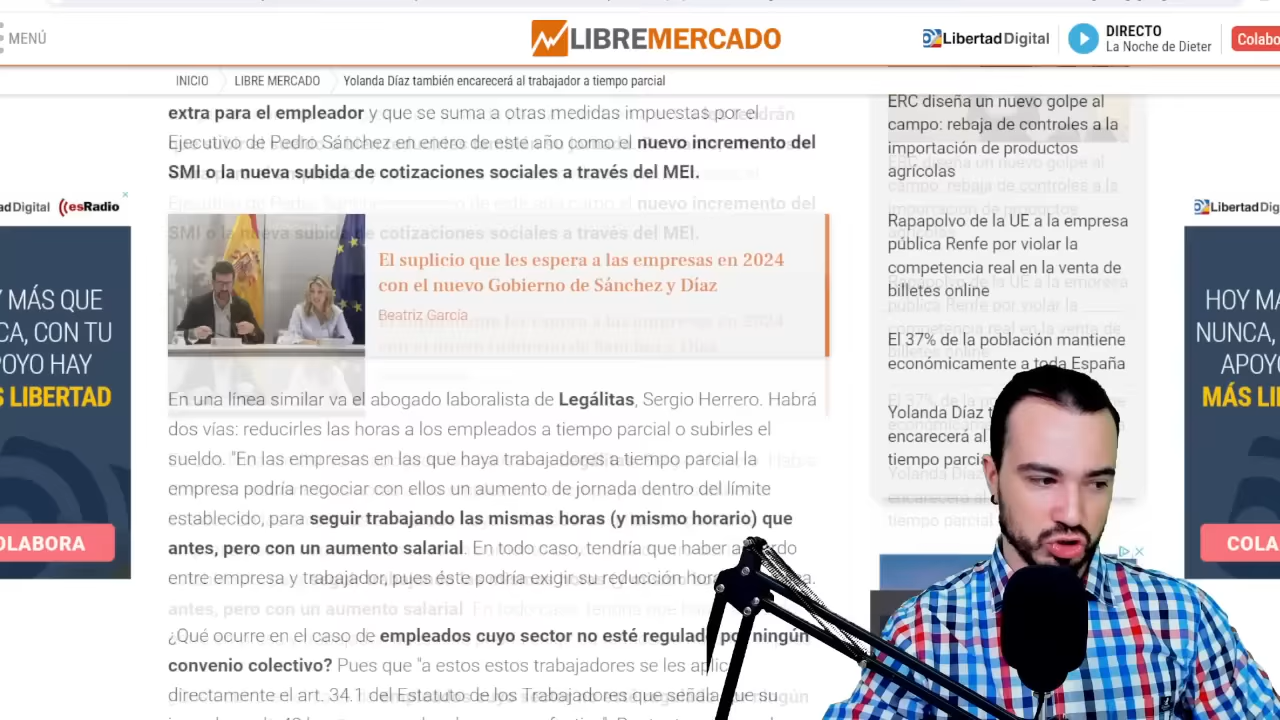 MENÚ
LIBREMERCADO
LibertadDigital
DIRECTO
La Noche de Dieter
Colabo
INICIO
LIBRE MERCADO
Yolanda Díaz también encarecerá al trabajador a tiempo parcial
extra para el empleador y que se suma a otras medidas impuestas por el
Ejecutivo de Pedro Sánchez en enero de este año como el nuevo incremento del
SMI o la nueva subida de cotizaciones sociales a través del MEI.
El suplicio que les espera a las empresas en 2024
con el nuevo Gobierno de Sánchez y Díaz
Beatriz García
En una línea similar va el abogado laboralista de Legálitas, Sergio Herrero. Habrá
dos vías: reducirles las horas a los empleados a tiempo parcial o subirles el
sueldo. "En las empresas en las que haya trabajadores a tiempo parcial la
empresa podría negociar con ellos un aumento de jornada dentro del límite
establecido, para seguir trabajando las mismas horas (y mismo horario) que
antes, pero con un aumento salarial. En todo caso, tendría que haber acuerdo
entre empresa y trabajador, pues éste podría exigir su reducción
¿Qué ocurre en el caso de empleados cuyo sector no esté regulado por ningún
convenio colectivo? Pues que "a estos estos trabajadores se les aplic
directamente el art. 34.1 del Estatuto de los Trabajadores que señala que su
ERC diseña un nuevo golpe al
campo: rebaja de controles a la
importación de productos
agrícolas
Rapapolvo de la UE a la empresa
pública Renfe por violar la
competencia real en la venta de
billetes online
El 37% de la población mantiene
económicamente a toda España
Yolanda Díaz t
encarecerá al
tiempo parcia
adDigital esRadio
Y MÁS QUE
CA, CON TU
POYO HAY
S LIBERTAD
OLABORA
LibertadDig
HOY MÁ
NUNCA,
APOYO
MÁS LI
COLA